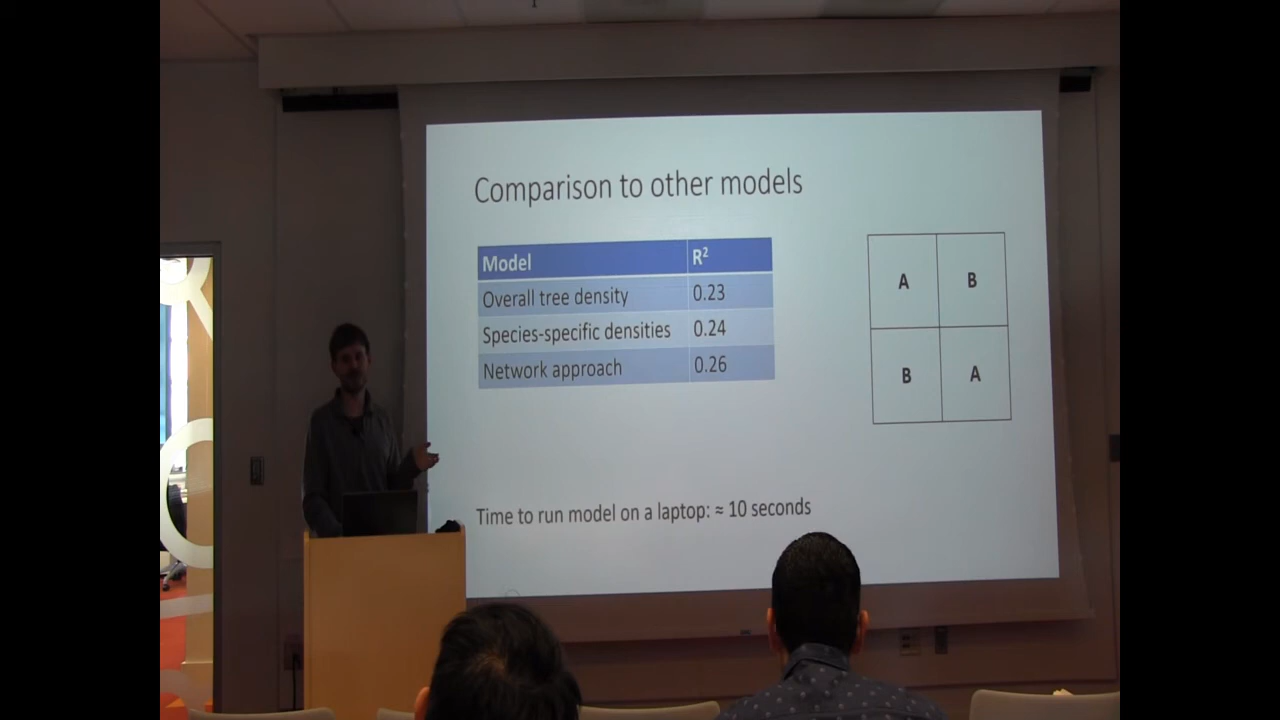 Comparison to other models
Model R²
Overall tree density 0.23
Species-specific densities 0.24
Network approach 0.26
A B
B A
Time to run model on a laptop: ≈ 10 seconds